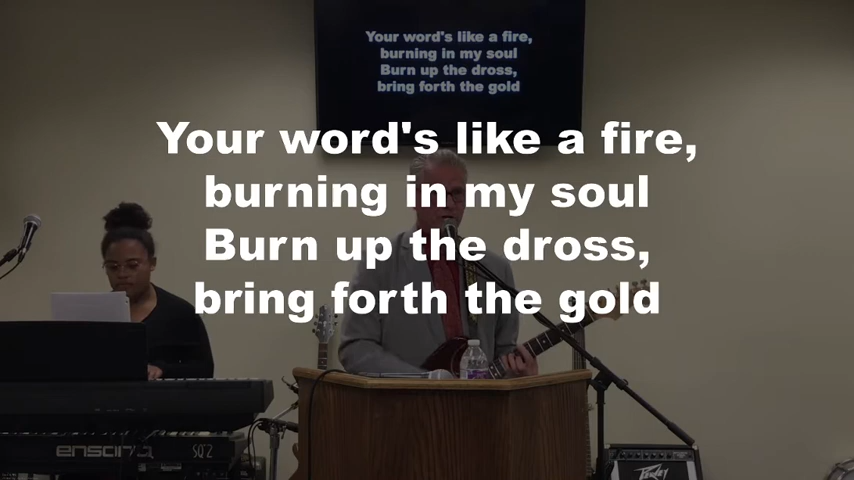 Your word's like a fire,
burning in my soul
Burn up the dross,
bring forth the gold
Your word's like a fire,
burning in my soul
Burn up the dross,
bring forth the gold
ensoniq SQ2
Peavey